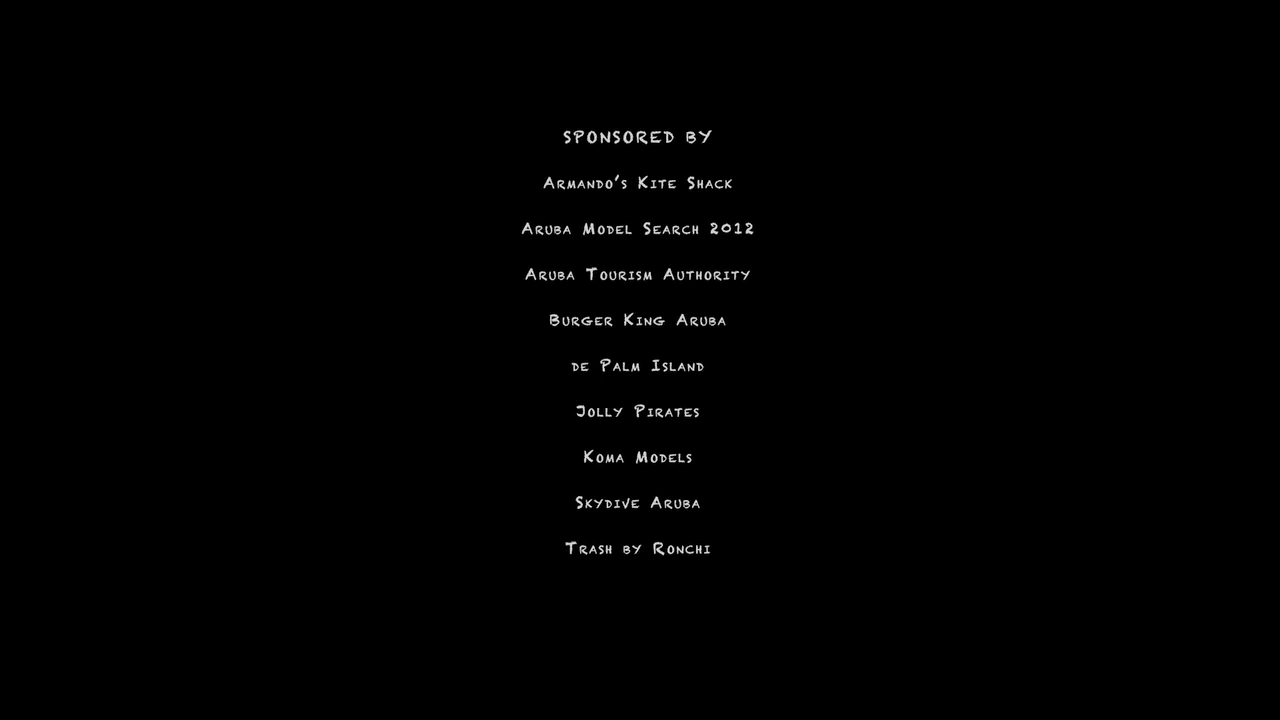 SPONSORED BY
Armando's Kite Shack
Aruba Model Search 2012
Aruba Tourism Authority
Burger King Aruba
de Palm Island
Jolly Pirates
Koma Models
Skydive Aruba
Trash by Ronchi